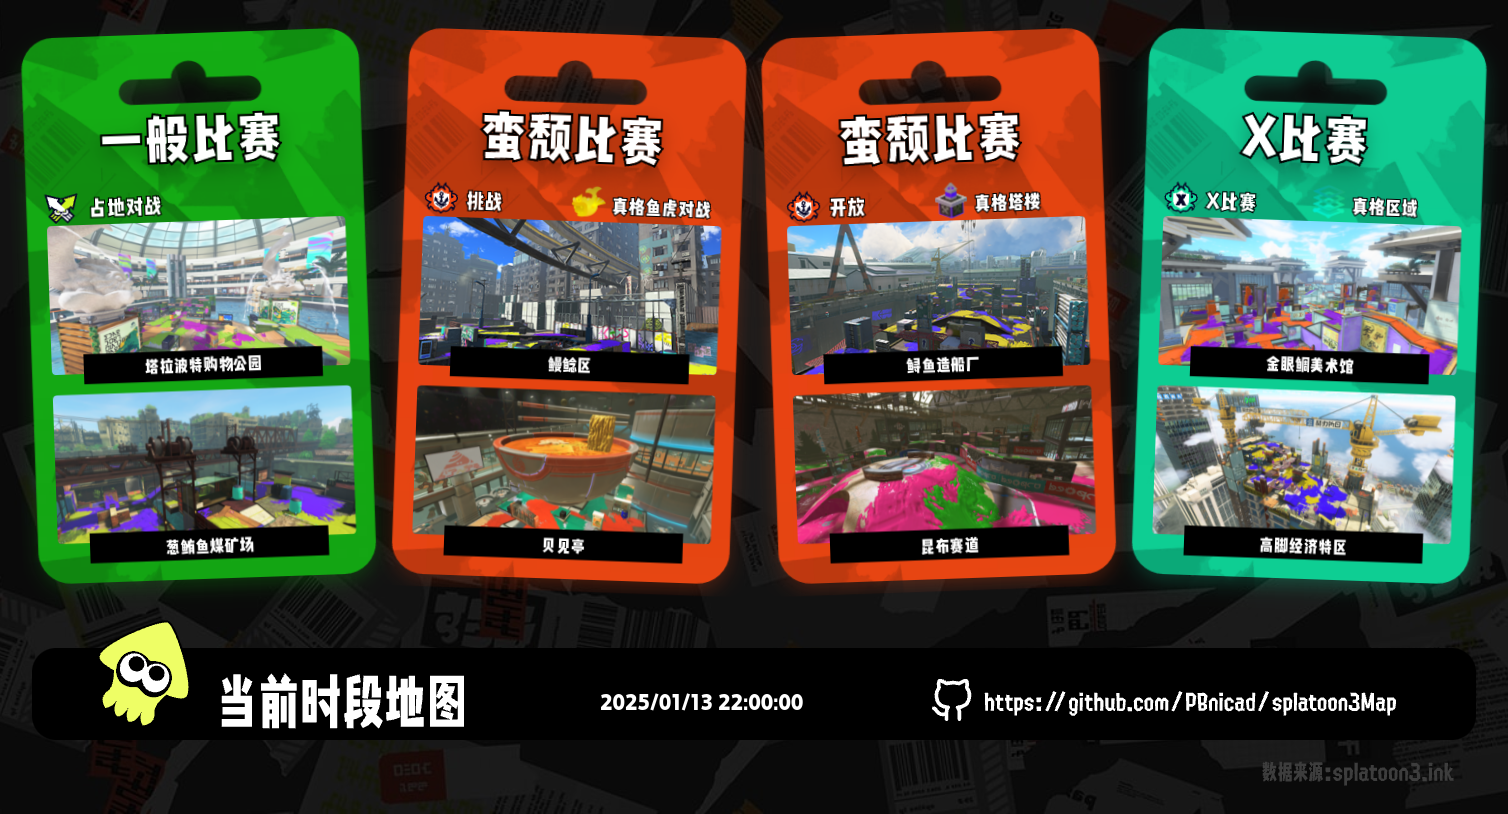 一般比赛
占地对战
塔拉波特购物公园
葱鲔鱼煤矿场
蛮颓比赛
挑战
真格鱼虎对战
鳗鲶区
贝见亭
蛮颓比赛
开放
真格塔楼
鲟鱼造船厂
昆布赛道
X比赛
X比赛
真格区域
金眼鲷美术馆
高脚经济特区
当前时段地图
2025/01/13 22:00:00
https://github.com/PBnicad/splatoon3Map
数据来源:splatoon3.ink